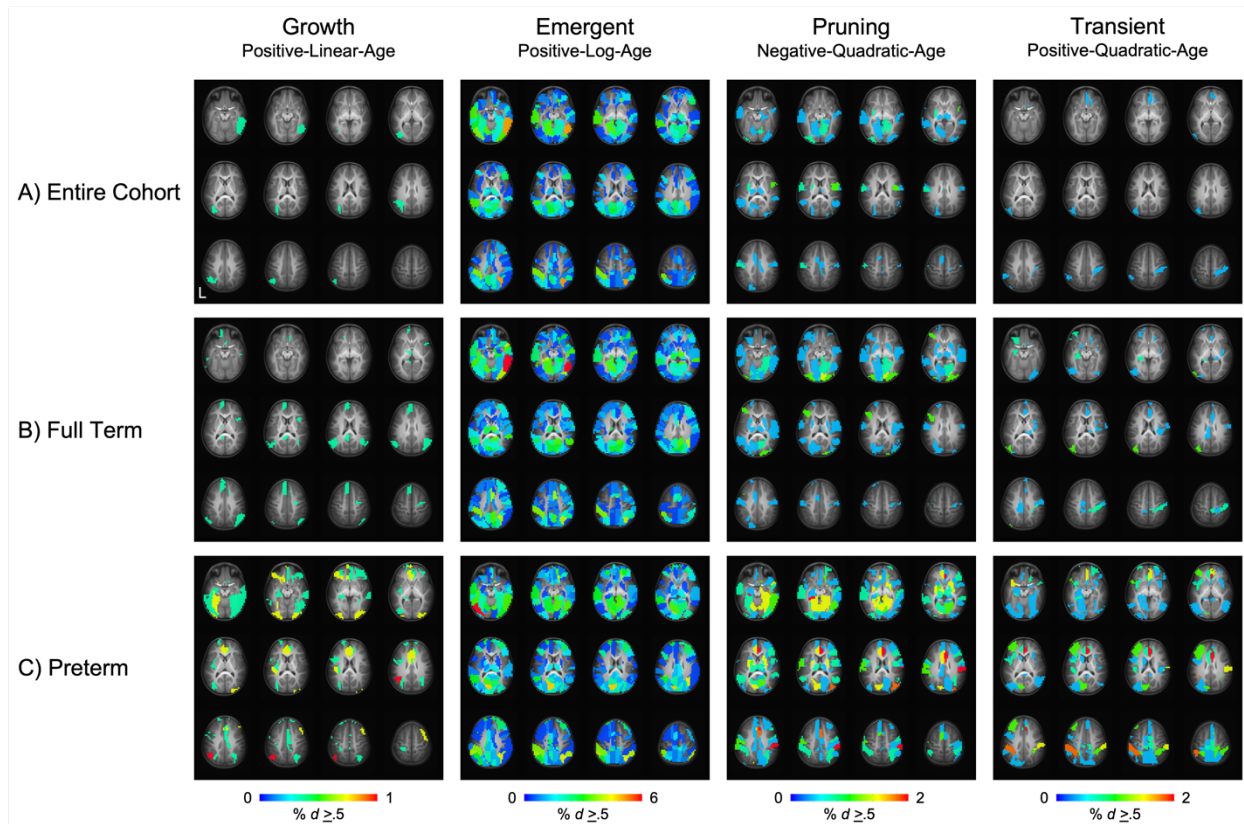 Growth
Positive-Linear-Age
Emergent
Positive-Log-Age
Pruning
Negative-Quadratic-Age
Transient
Positive-Quadratic-Age
A) Entire Cohort
L
B) Full Term
C) Preterm
0 1
% d ≥.5
0 6
% d ≥.5
0 2
% d ≥.5
0 2
% d ≥.5